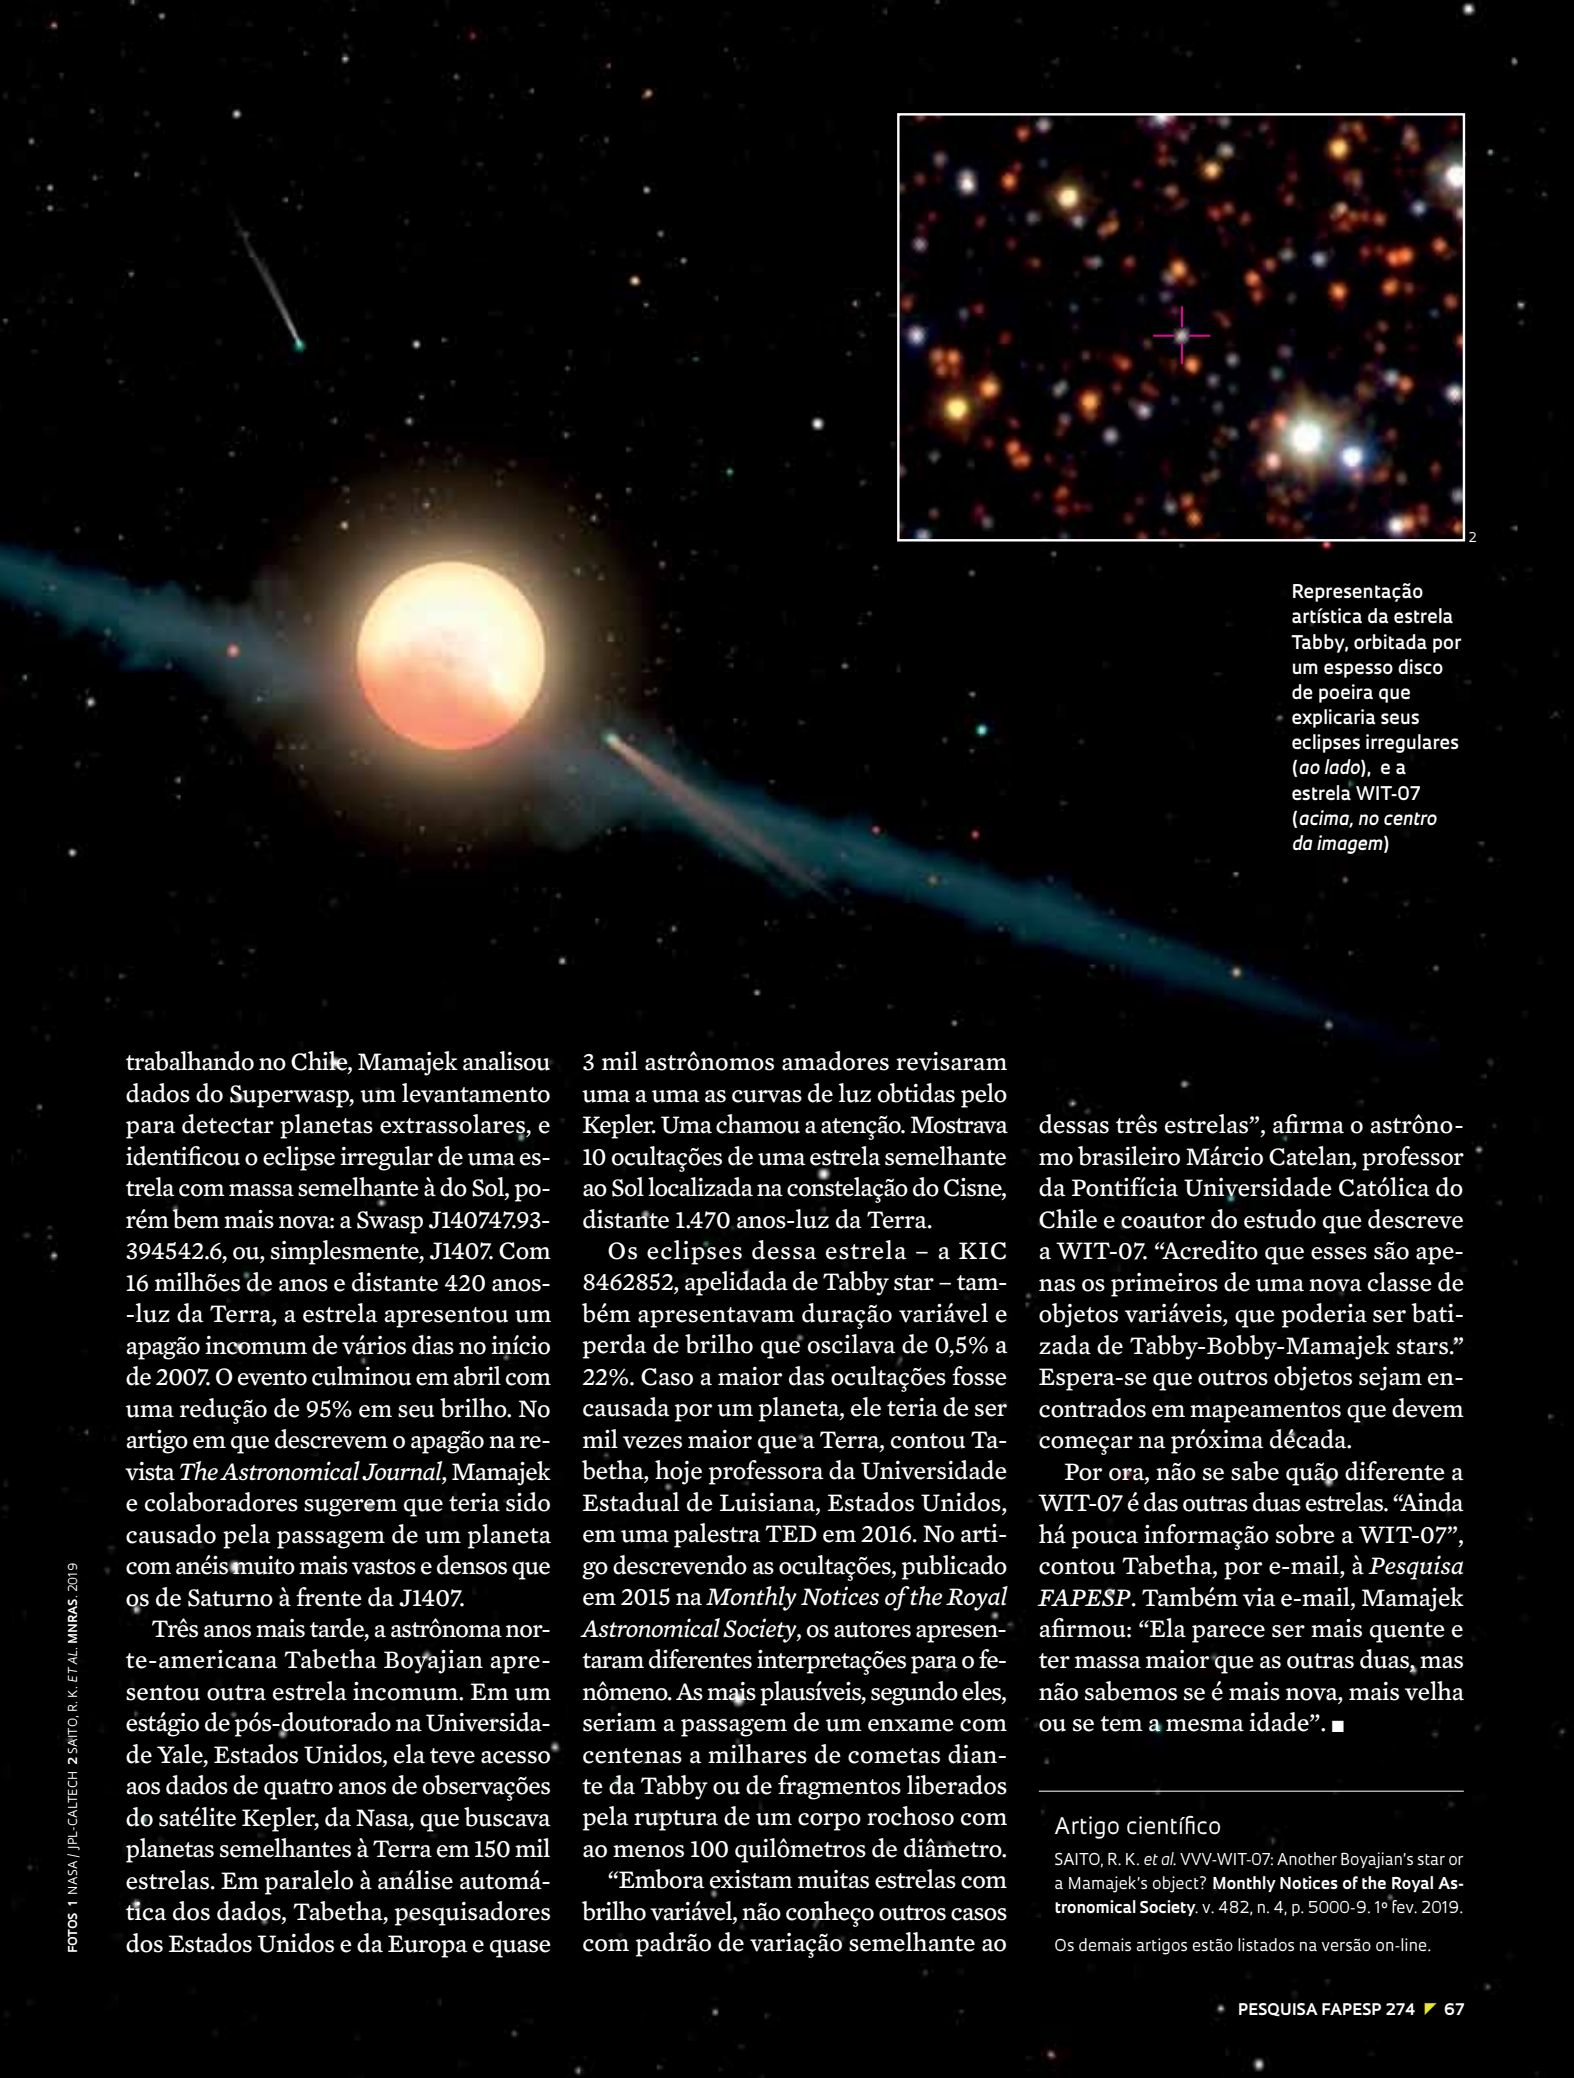 2
Representação
artística da estrela
Tabby, orbitada por
um espesso disco
de poeira que
explicaria seus
eclipses irregulares
(ao lado), e a
estrela WIT-07
(acima, no centro
da imagem)
trabalhando no Chile, Mamajek analisou
dados do Superwasp, um levantamento
para detectar planetas extrassolares, e
identificou o eclipse irregular de uma es-
trela com massa semelhante à do Sol, po-
rém bem mais nova: a Swasp J140747.93-
394542.6, ou, simplesmente, J1407. Com
16 milhões de anos e distante 420 anos-
-luz da Terra, a estrela apresentou um
apagão incomum de vários dias no início
de 2007. O evento culminou em abril com
uma redução de 95% em seu brilho. No
artigo em que descrevem o apagão na re-
vista The Astronomical Journal, Mamajek
e colaboradores sugerem que teria sido
causado pela passagem de um planeta
com anéis muito mais vastos e densos que
os de Saturno à frente da J1407.
Três anos mais tarde, a astrônoma nor-
te-americana Tabetha Boyajian apre-
sentou outra estrela incomum. Em um
estágio de pós-doutorado na Universida-
de Yale, Estados Unidos, ela teve acesso
aos dados de quatro anos de observações
do satélite Kepler, da Nasa, que buscava
planetas semelhantes à Terra em 150 mil
estrelas. Em paralelo à análise automá-
tica dos dados, Tabetha, pesquisadores
dos Estados Unidos e da Europa e quase
3 mil astrônomos amadores revisaram
uma a uma as curvas de luz obtidas pelo
Kepler. Uma chamou a atenção. Mostrava
10 ocultações de uma estrela semelhante
ao Sol localizada na constelação do Cisne,
distante 1.470 anos-luz da Terra.
Os eclipses dessa estrela – a KIC
8462852, apelidada de Tabby star – tam-
bém apresentavam duração variável e
perda de brilho que oscilava de 0,5% a
22%. Caso a maior das ocultações fosse
causada por um planeta, ele teria de ser
mil vezes maior que a Terra, contou Ta-
betha, hoje professora da Universidade
Estadual de Luisiana, Estados Unidos,
em uma palestra TED em 2016. No arti-
go descrevendo as ocultações, publicado
em 2015 na Monthly Notices of the Royal
Astronomical Society, os autores apresen-
taram diferentes interpretações para o fe-
nômeno. As mais plausíveis, segundo eles,
seriam a passagem de um enxame com
centenas a milhares de cometas dian-
te da Tabby ou de fragmentos liberados
pela ruptura de um corpo rochoso com
ao menos 100 quilômetros de diâmetro.
“Embora existam muitas estrelas com
brilho variável, não conheço outros casos
com padrão de variação semelhante ao
dessas três estrelas”, afirma o astrôno-
mo brasileiro Márcio Catelan, professor
da Pontifícia Universidade Católica do
Chile e coautor do estudo que descreve
a WIT-07. “Acredito que esses são ape-
nas os primeiros de uma nova classe de
objetos variáveis, que poderia ser bati-
zada de Tabby-Bobby-Mamajek stars.”
Espera-se que outros objetos sejam en-
contrados em mapeamentos que devem
começar na próxima década.
Por ora, não se sabe quão diferente a
WIT-07 é das outras duas estrelas. “Ainda
há pouca informação sobre a WIT-07”,
contou Tabetha, por e-mail, à Pesquisa
FAPESP. Também via e-mail, Mamajek
afirmou: “Ela parece ser mais quente e
ter massa maior que as outras duas, mas
não sabemos se é mais nova, mais velha
ou se tem a mesma idade”. ■
Artigo científico
SAITO, R. K. et al. VVV-WIT-07: Another Boyajian’s star or
a Mamajek’s object? Monthly Notices of the Royal As-
tronomical Society. v. 482, n. 4, p. 5000-9. 1º fev. 2019.
Os demais artigos estão listados na versão on-line.
FOTOS 1 NASA / JPL-CALTECH 2 SAITO, R. K. ET AL. MNRAS. 2019
PESQUISA FAPESP 274 67